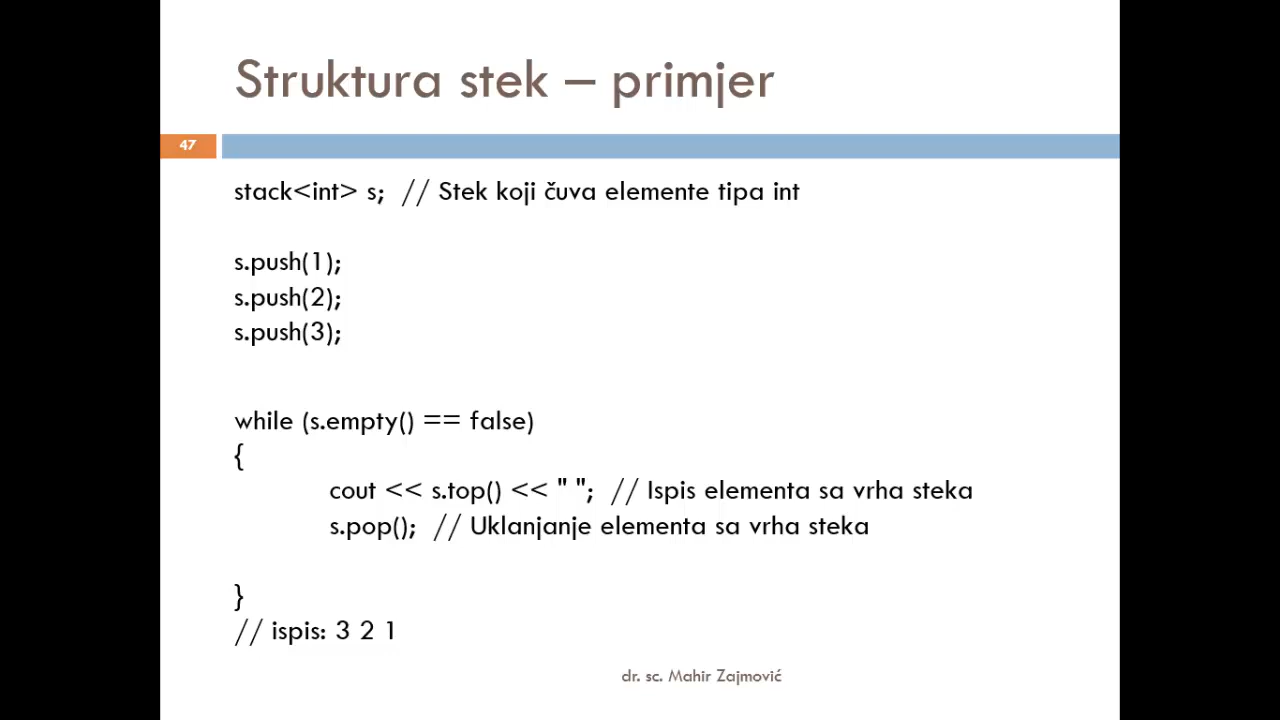 Struktura stek – primjer
47
stack<int> s;  // Stek koji čuva elemente tipa int
s.push(1);
s.push(2);
s.push(3);
while (s.empty() == false)
{
cout << s.top() << " ";  // Ispis elementa sa vrha steka
s.pop();  // Uklanjanje elementa sa vrha steka
}
// ispis: 3 2 1
dr. sc. Mahir Zajmović